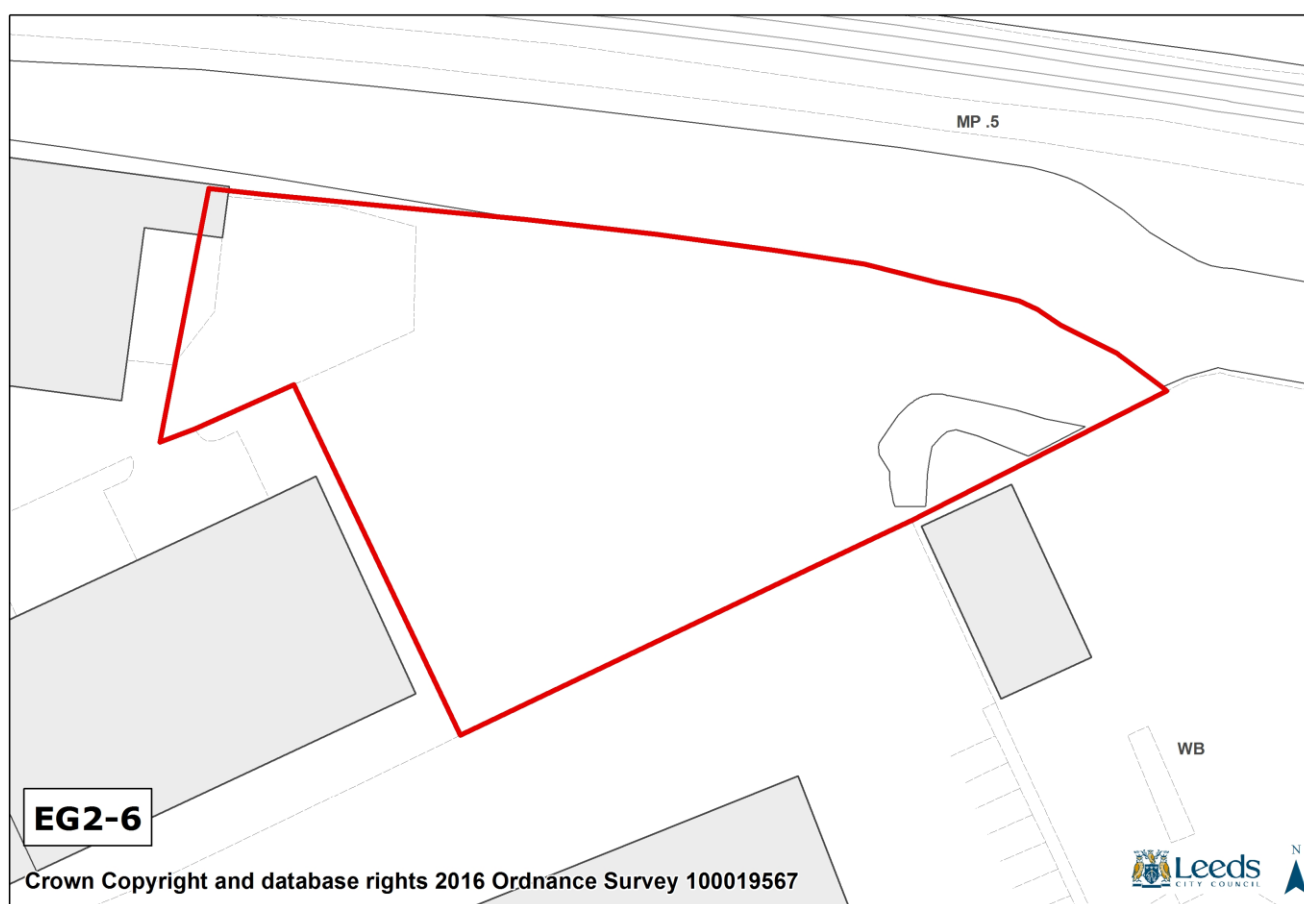 MP .5
WB
EG2-6
Crown Copyright and database rights 2016 Ordnance Survey 100019567
Leeds
CITY COUNCIL
N